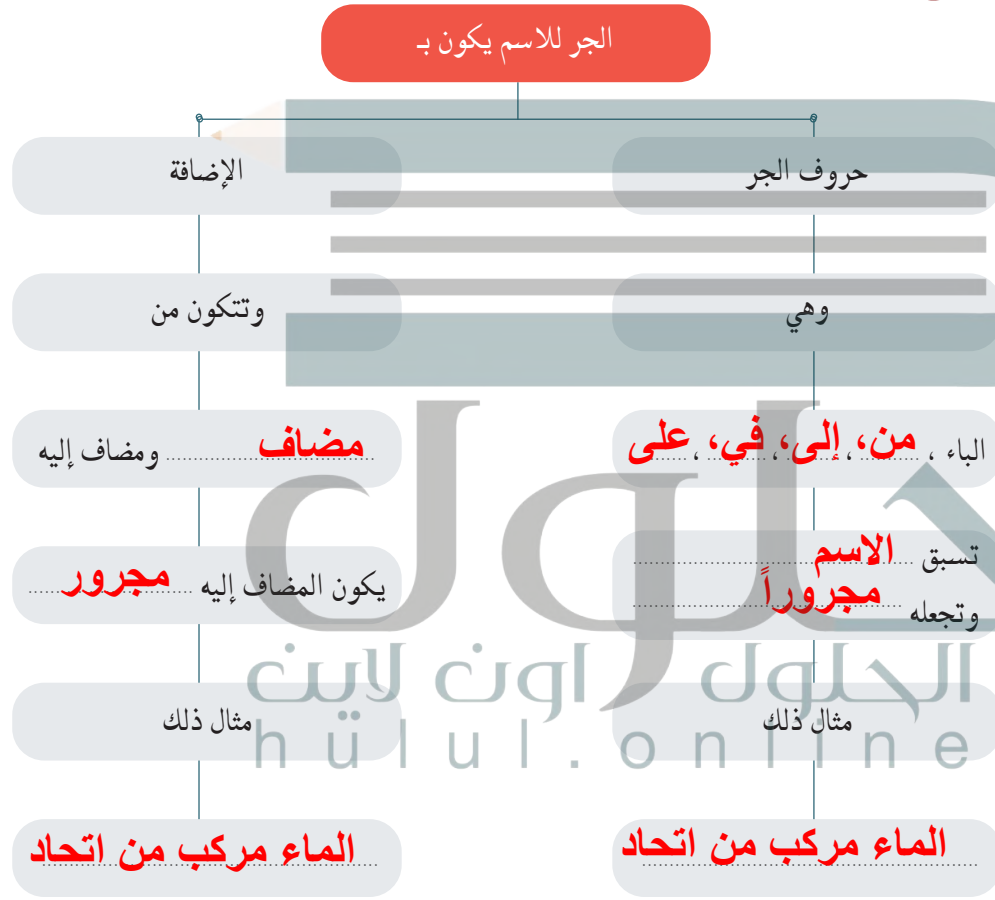 الجر للاسم يكون بـ
حروف الجر
الإضافة
وهي
وتتكون من
الباء ، من، إلى، في، على
مضاف ومضاف إليه
تسبق الاسم
وتجعله مجروراً
يكون المضاف إليه مجرور
مثال ذلك
مثال ذلك
الماء مركب من اتحاد
الماء مركب من اتحاد
حلول
الحلول اون لاين
hulul.online